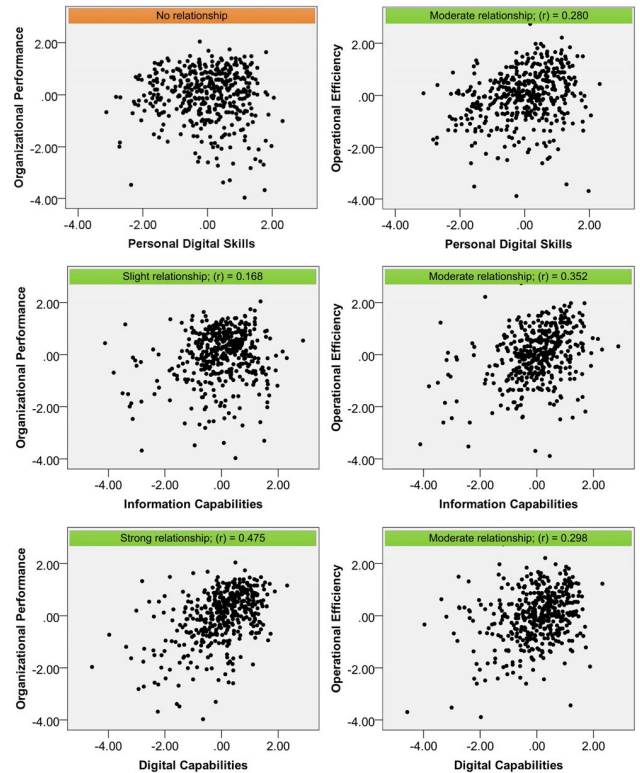 No relationship
Organizational Performance
2.00
.00
-2.00
-4.00
-4.00 -2.00 .00 2.00
Personal Digital Skills
Moderate relationship; (r) = 0.280
Operational Efficiency
2.00
.00
-2.00
-4.00
-4.00 -2.00 .00 2.00
Personal Digital Skills
Slight relationship; (r) = 0.168
Organizational Performance
2.00
.00
-2.00
-4.00
-4.00 -2.00 .00 2.00
Information Capabilities
Moderate relationship; (r) = 0.352
Operational Efficiency
2.00
.00
-2.00
-4.00
-4.00 -2.00 .00 2.00
Information Capabilities
Strong relationship; (r) = 0.475
Organizational Performance
2.00
.00
-2.00
-4.00
-4.00 -2.00 .00 2.00
Digital Capabilities
Moderate relationship; (r) = 0.298
Operational Efficiency
2.00
.00
-2.00
-4.00
-4.00 -2.00 .00 2.00
Digital Capabilities